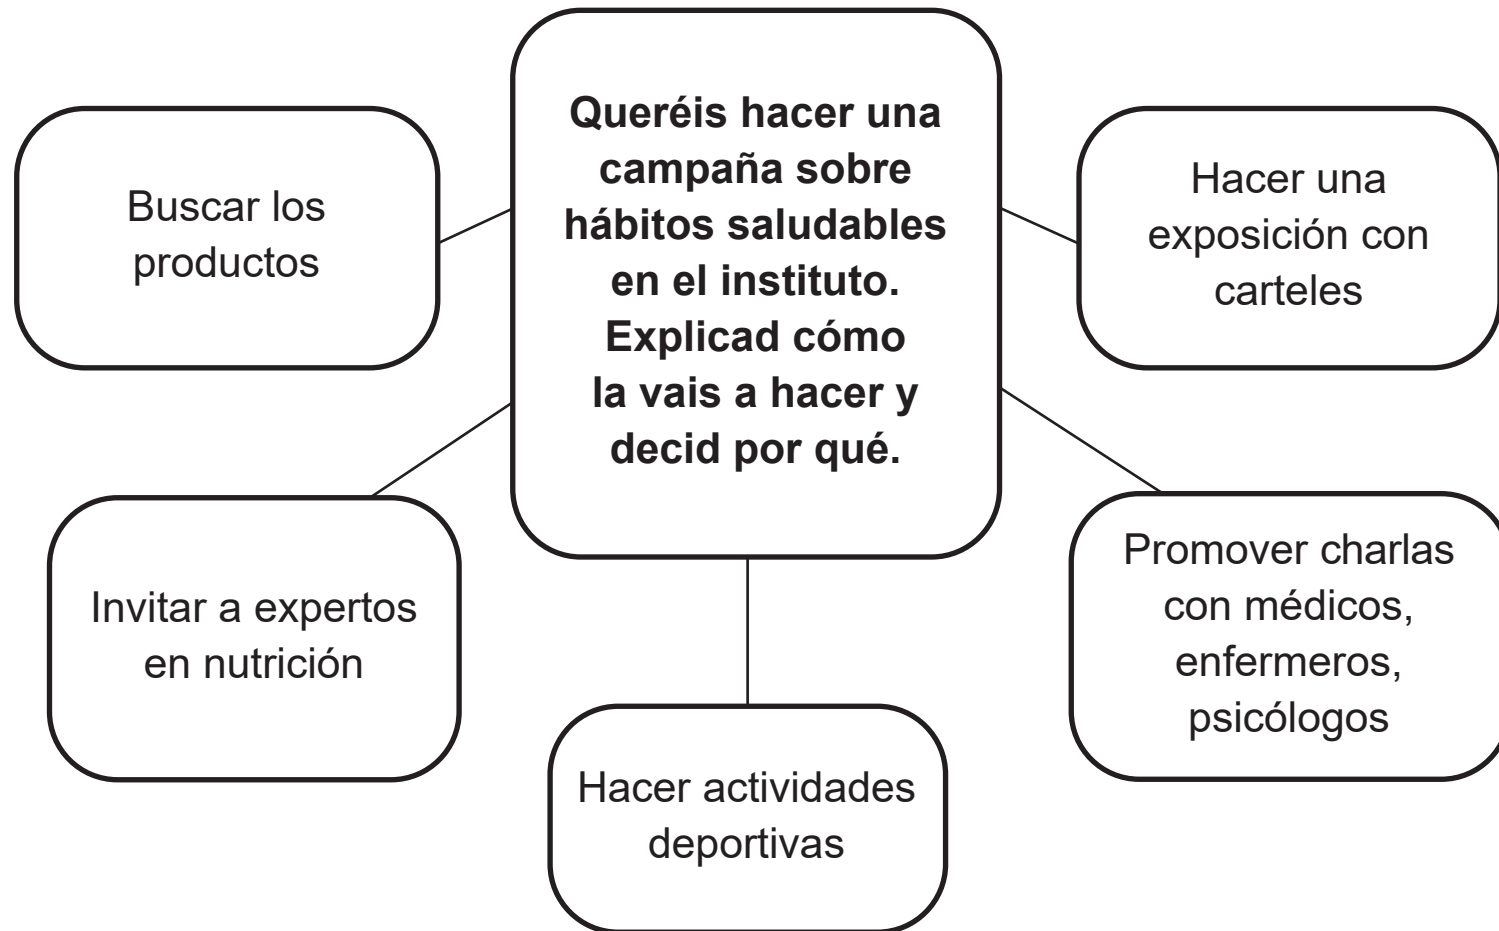 Queréis hacer una
campaña sobre
hábitos saludables
en el instituto.
Explicad cómo
la vais a hacer y
decid por qué.
Buscar los
productos
Hacer una
exposición con
carteles
Invitar a expertos
en nutrición
Promover charlas
con médicos,
enfermeros,
psicólogos
Hacer actividades
deportivas